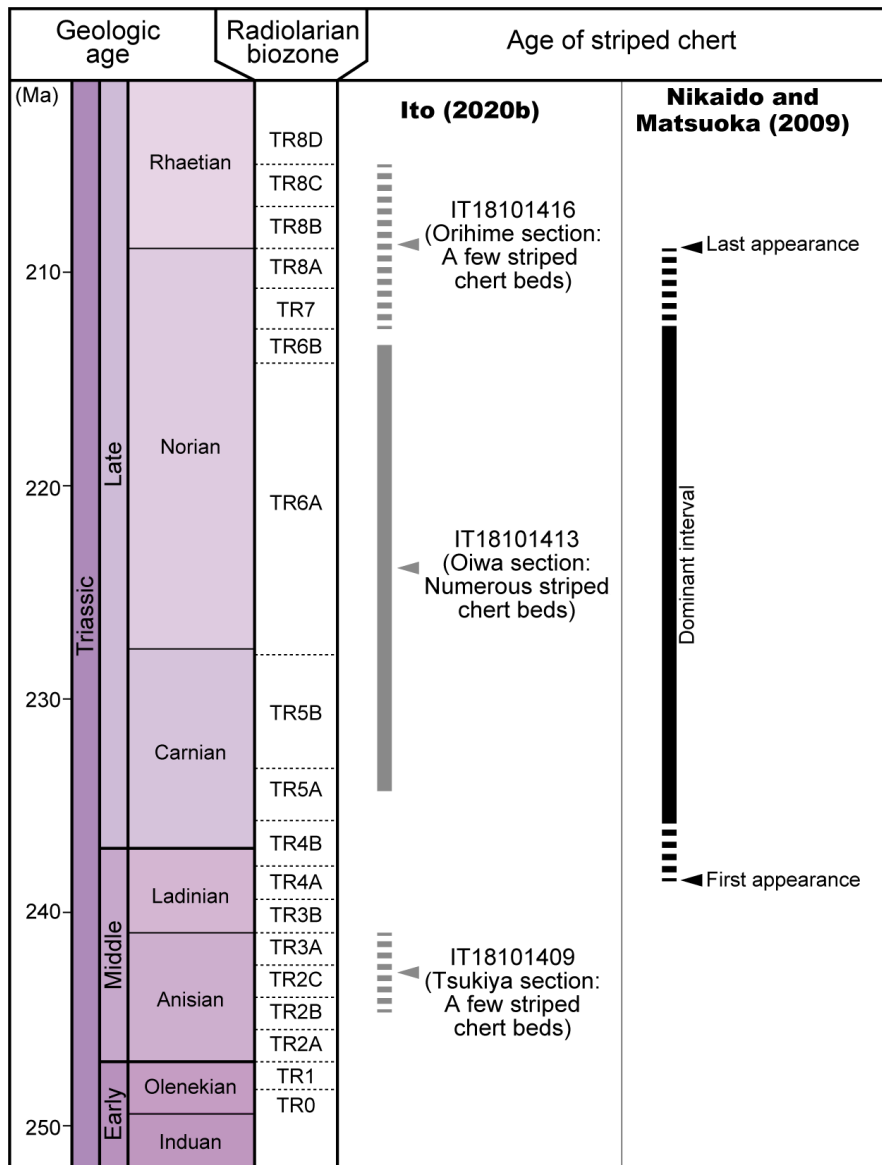 Geologic
age
Radiolarian
biozone
Age of striped chert
(Ma)
210
220
230
240
250
Triassic
Late
Middle
Early
Rhaetian
Norian
Carnian
Ladinian
Anisian
Olenekian
Induan
TR8D
TR8C
TR8B
TR8A
TR7
TR6B
TR6A
TR5B
TR5A
TR4B
TR4A
TR3B
TR3A
TR2C
TR2B
TR2A
TR1
TR0
Ito (2020b)
IT18101416
(Orihime section:
A few striped
chert beds)
IT18101413
(Oiwa section:
Numerous striped
chert beds)
IT18101409
(Tsukiya section:
A few striped
chert beds)
Nikaido and
Matsuoka (2009)
Last appearance
Dominant interval
First appearance